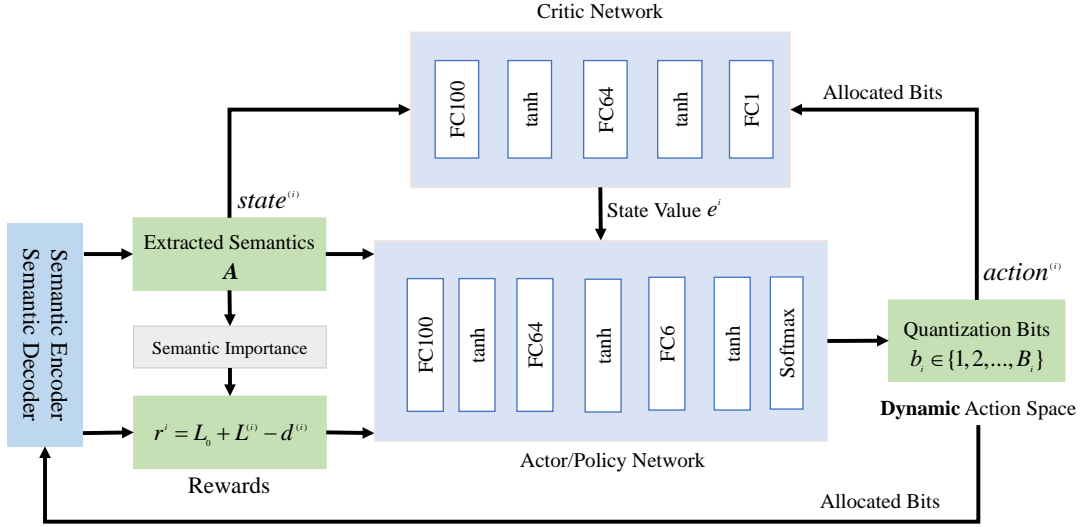 Critic Network
FC100
tanh
FC64
tanh
FC1
Allocated Bits
state^{(i)}
State Value e^i
Semantic Encoder
Semantic Decoder
Extracted Semantics
A
Semantic Importance
r^i = L_0 + L^{(i)} − d^{(i)}
Rewards
FC100
tanh
FC64
tanh
FC6
tanh
Softmax
Actor/Policy Network
action^{(i)}
Quantization Bits
b_i ∈ {1, 2, ..., B_i}
Dynamic Action Space
Allocated Bits